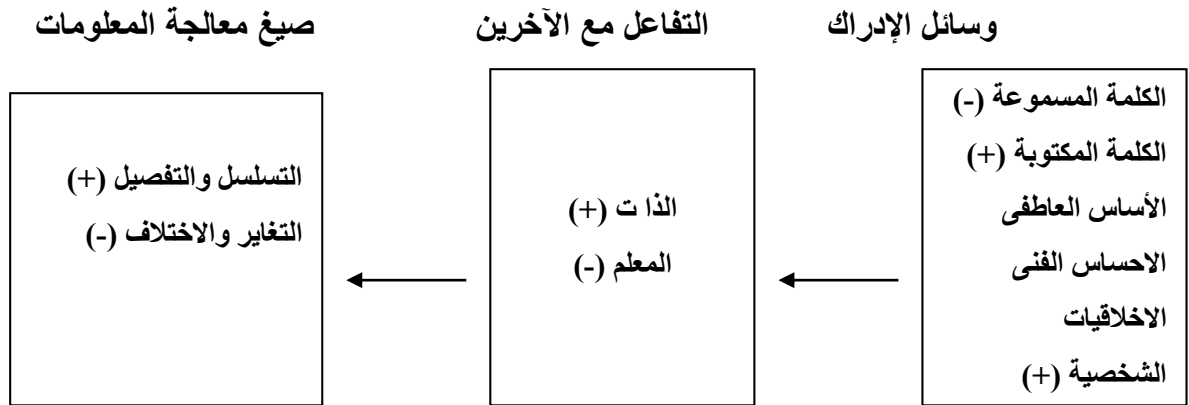 وسائل الإدراك
التفاعل مع الآخرين
صيغ معالجة المعلومات
الكلمة المسموعة (-)
الكلمة المكتوبة (+)
الأساس العاطفى
الاحساس الفنى
الاخلاقيات
الشخصية (+)
الذا ت (+)
المعلم (-)
التسلسل والتفصيل (+)
التغاير والاختلاف (-)